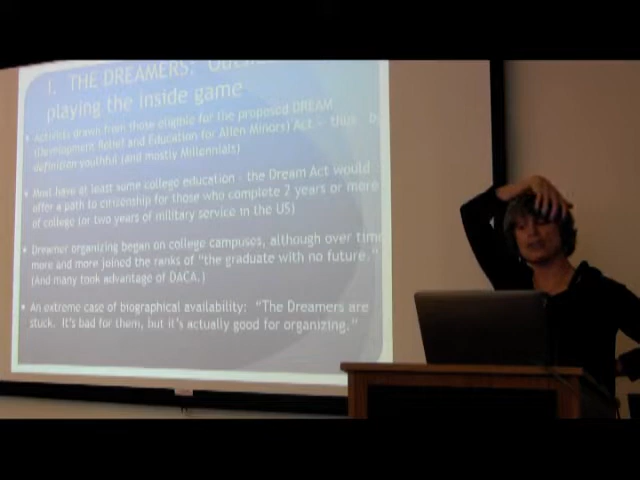 I. THE DREAMERS:
playing the inside game
Activists drawn from those eligible for the proposed DREAM
(Development Relief and Education for Alien Minors) Act – thus b
definition youthful (and mostly Millennials)
Most have at least some college education – the Dream Act would
offer a path to citizenship for those who complete 2 years or more
of college (or two years of military service in the US)
Dreamer organizing began on college campuses, although over time
more and more joined the ranks of "the graduate with no future."
(And many took advantage of DACA.)
An extreme case of biographical availability: "The Dreamers are
stuck. It's bad for them, but it's actually good for organizing."